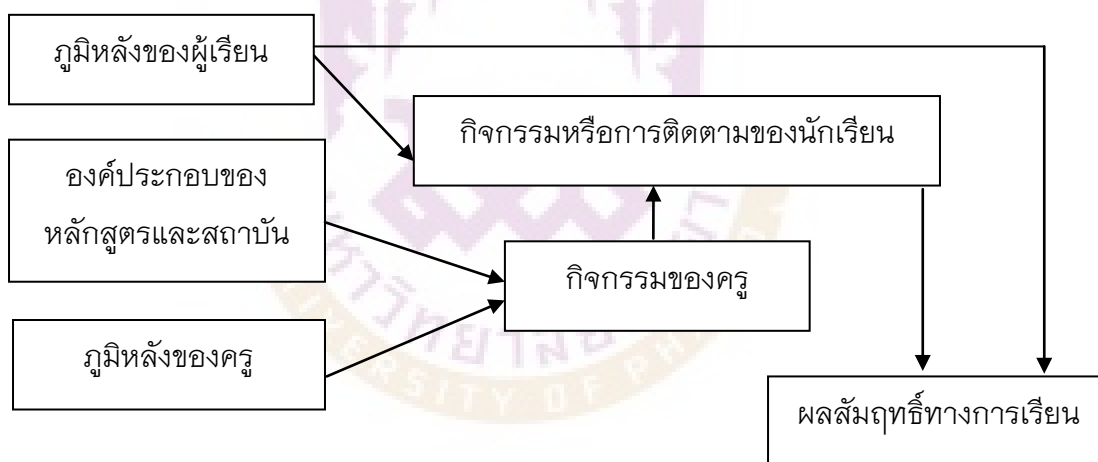 ภูมิหลังของผู้เรียน
กิจกรรมหรือการติดตามของนักเรียน
องค์ประกอบของ
หลักสูตรและสถาบัน
กิจกรรมของครู
ภูมิหลังของครู
ผลสัมฤทธิ์ทางการเรียน